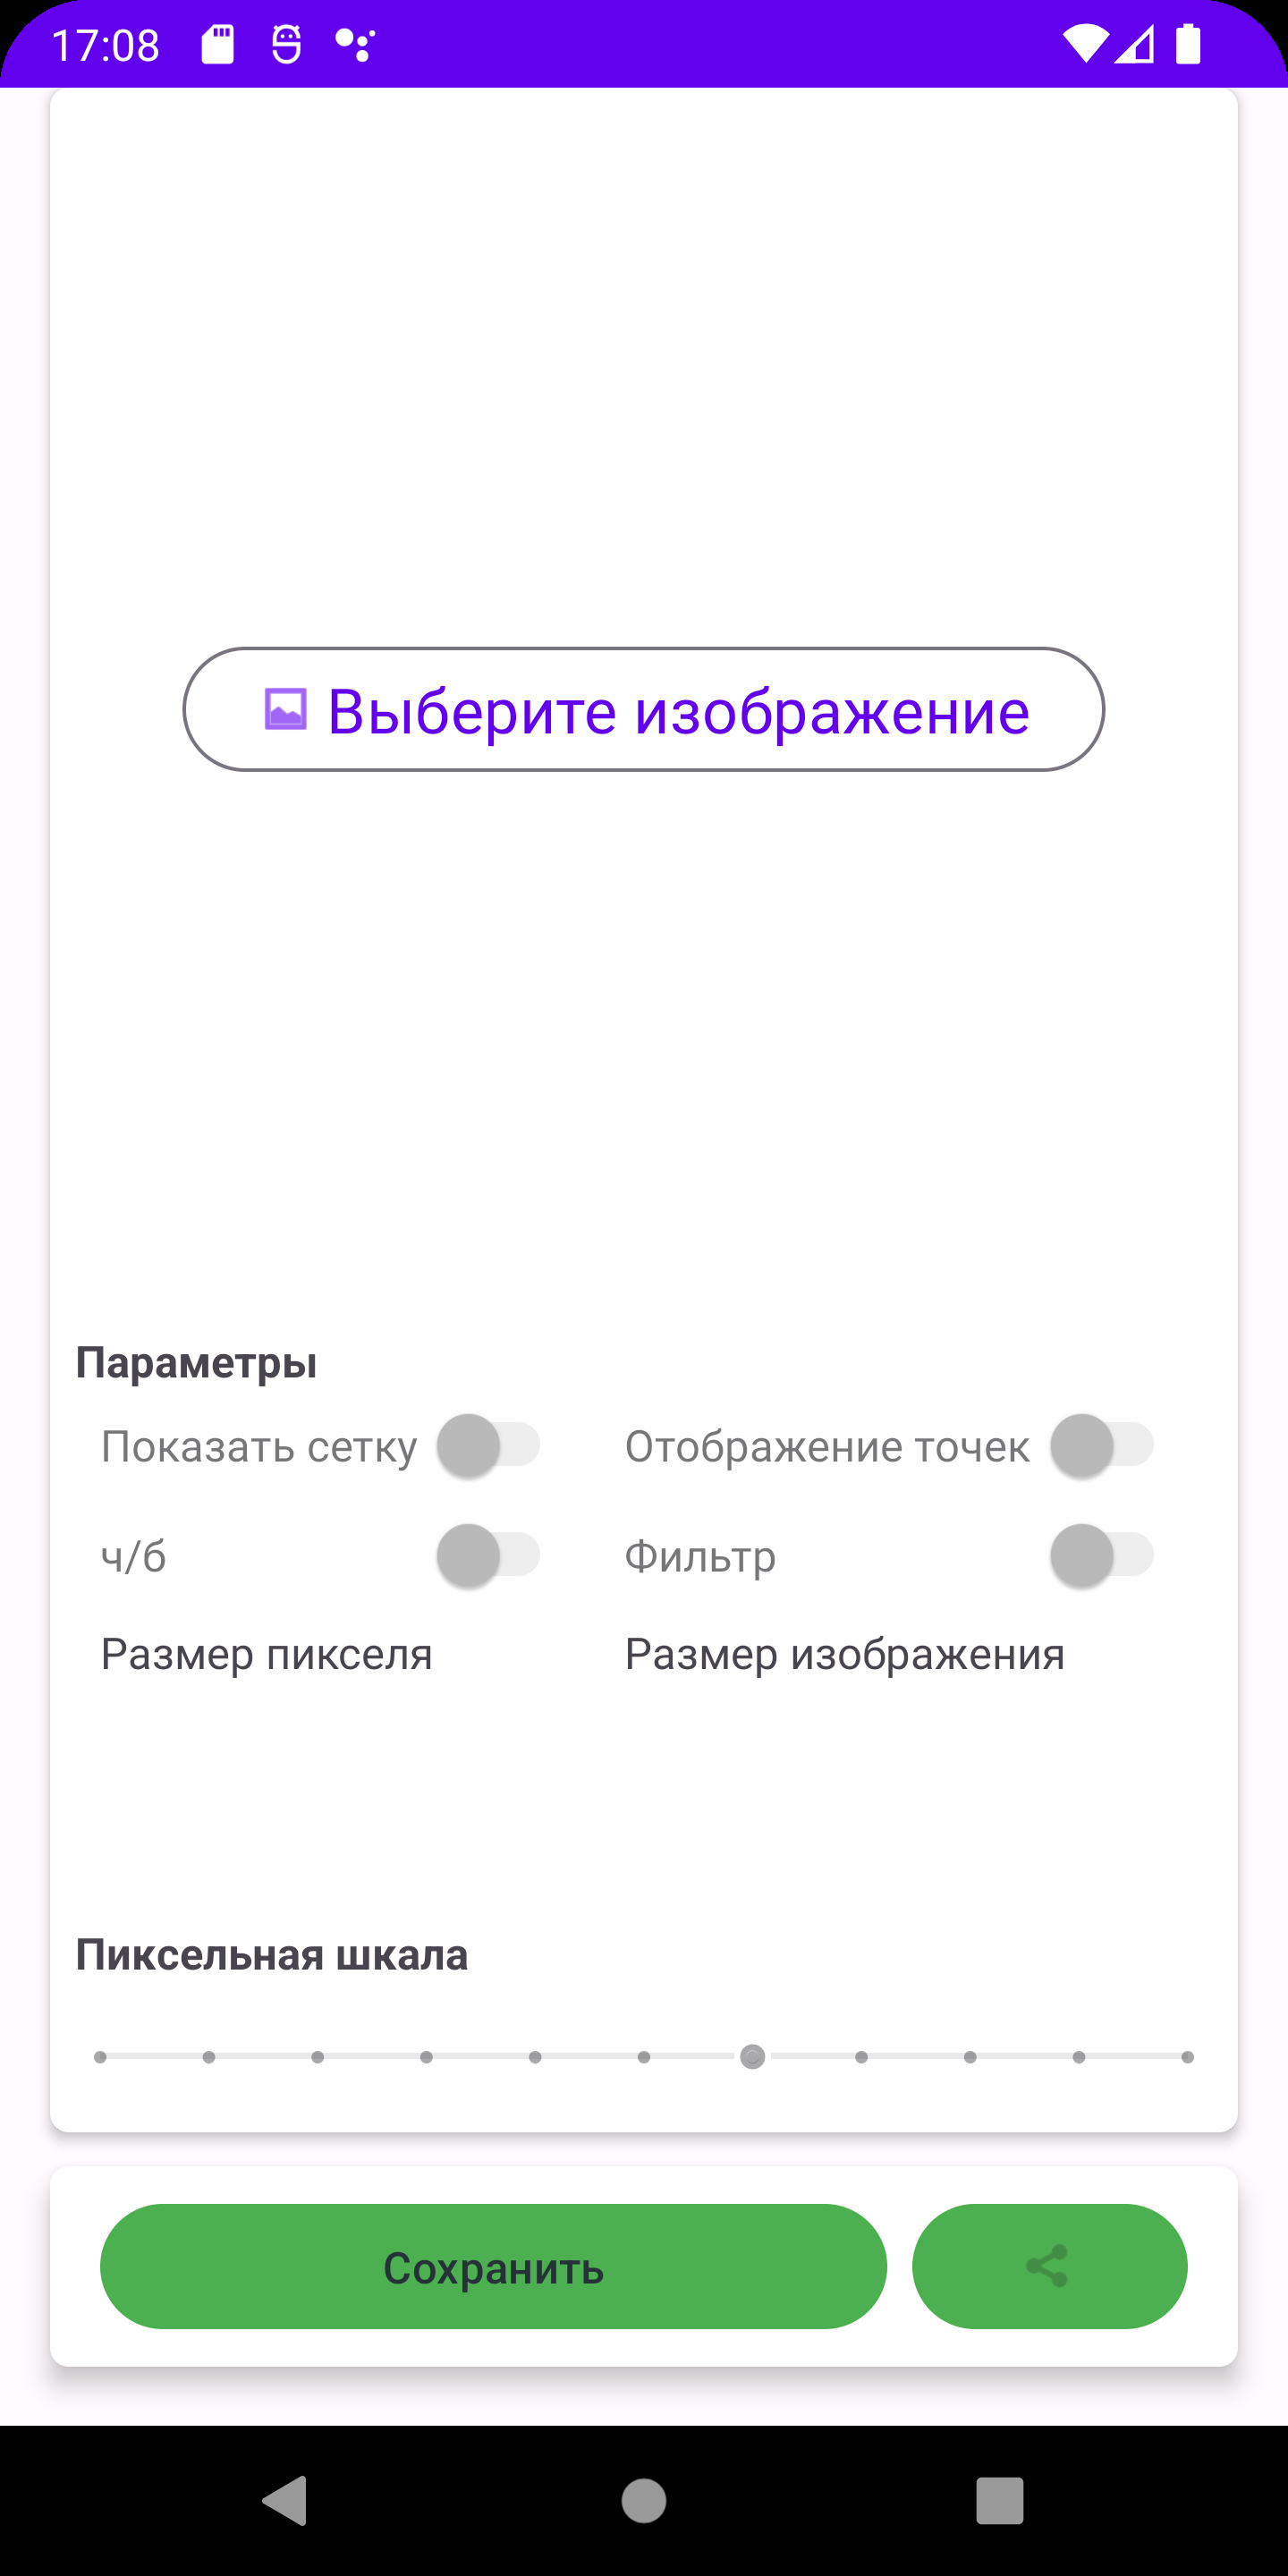 17:08
Выберите изображение
Параметры
Показать сетку
Отображение точек
ч/б
Фильтр
Размер пикселя
Размер изображения
Пиксельная шкала
Сохранить